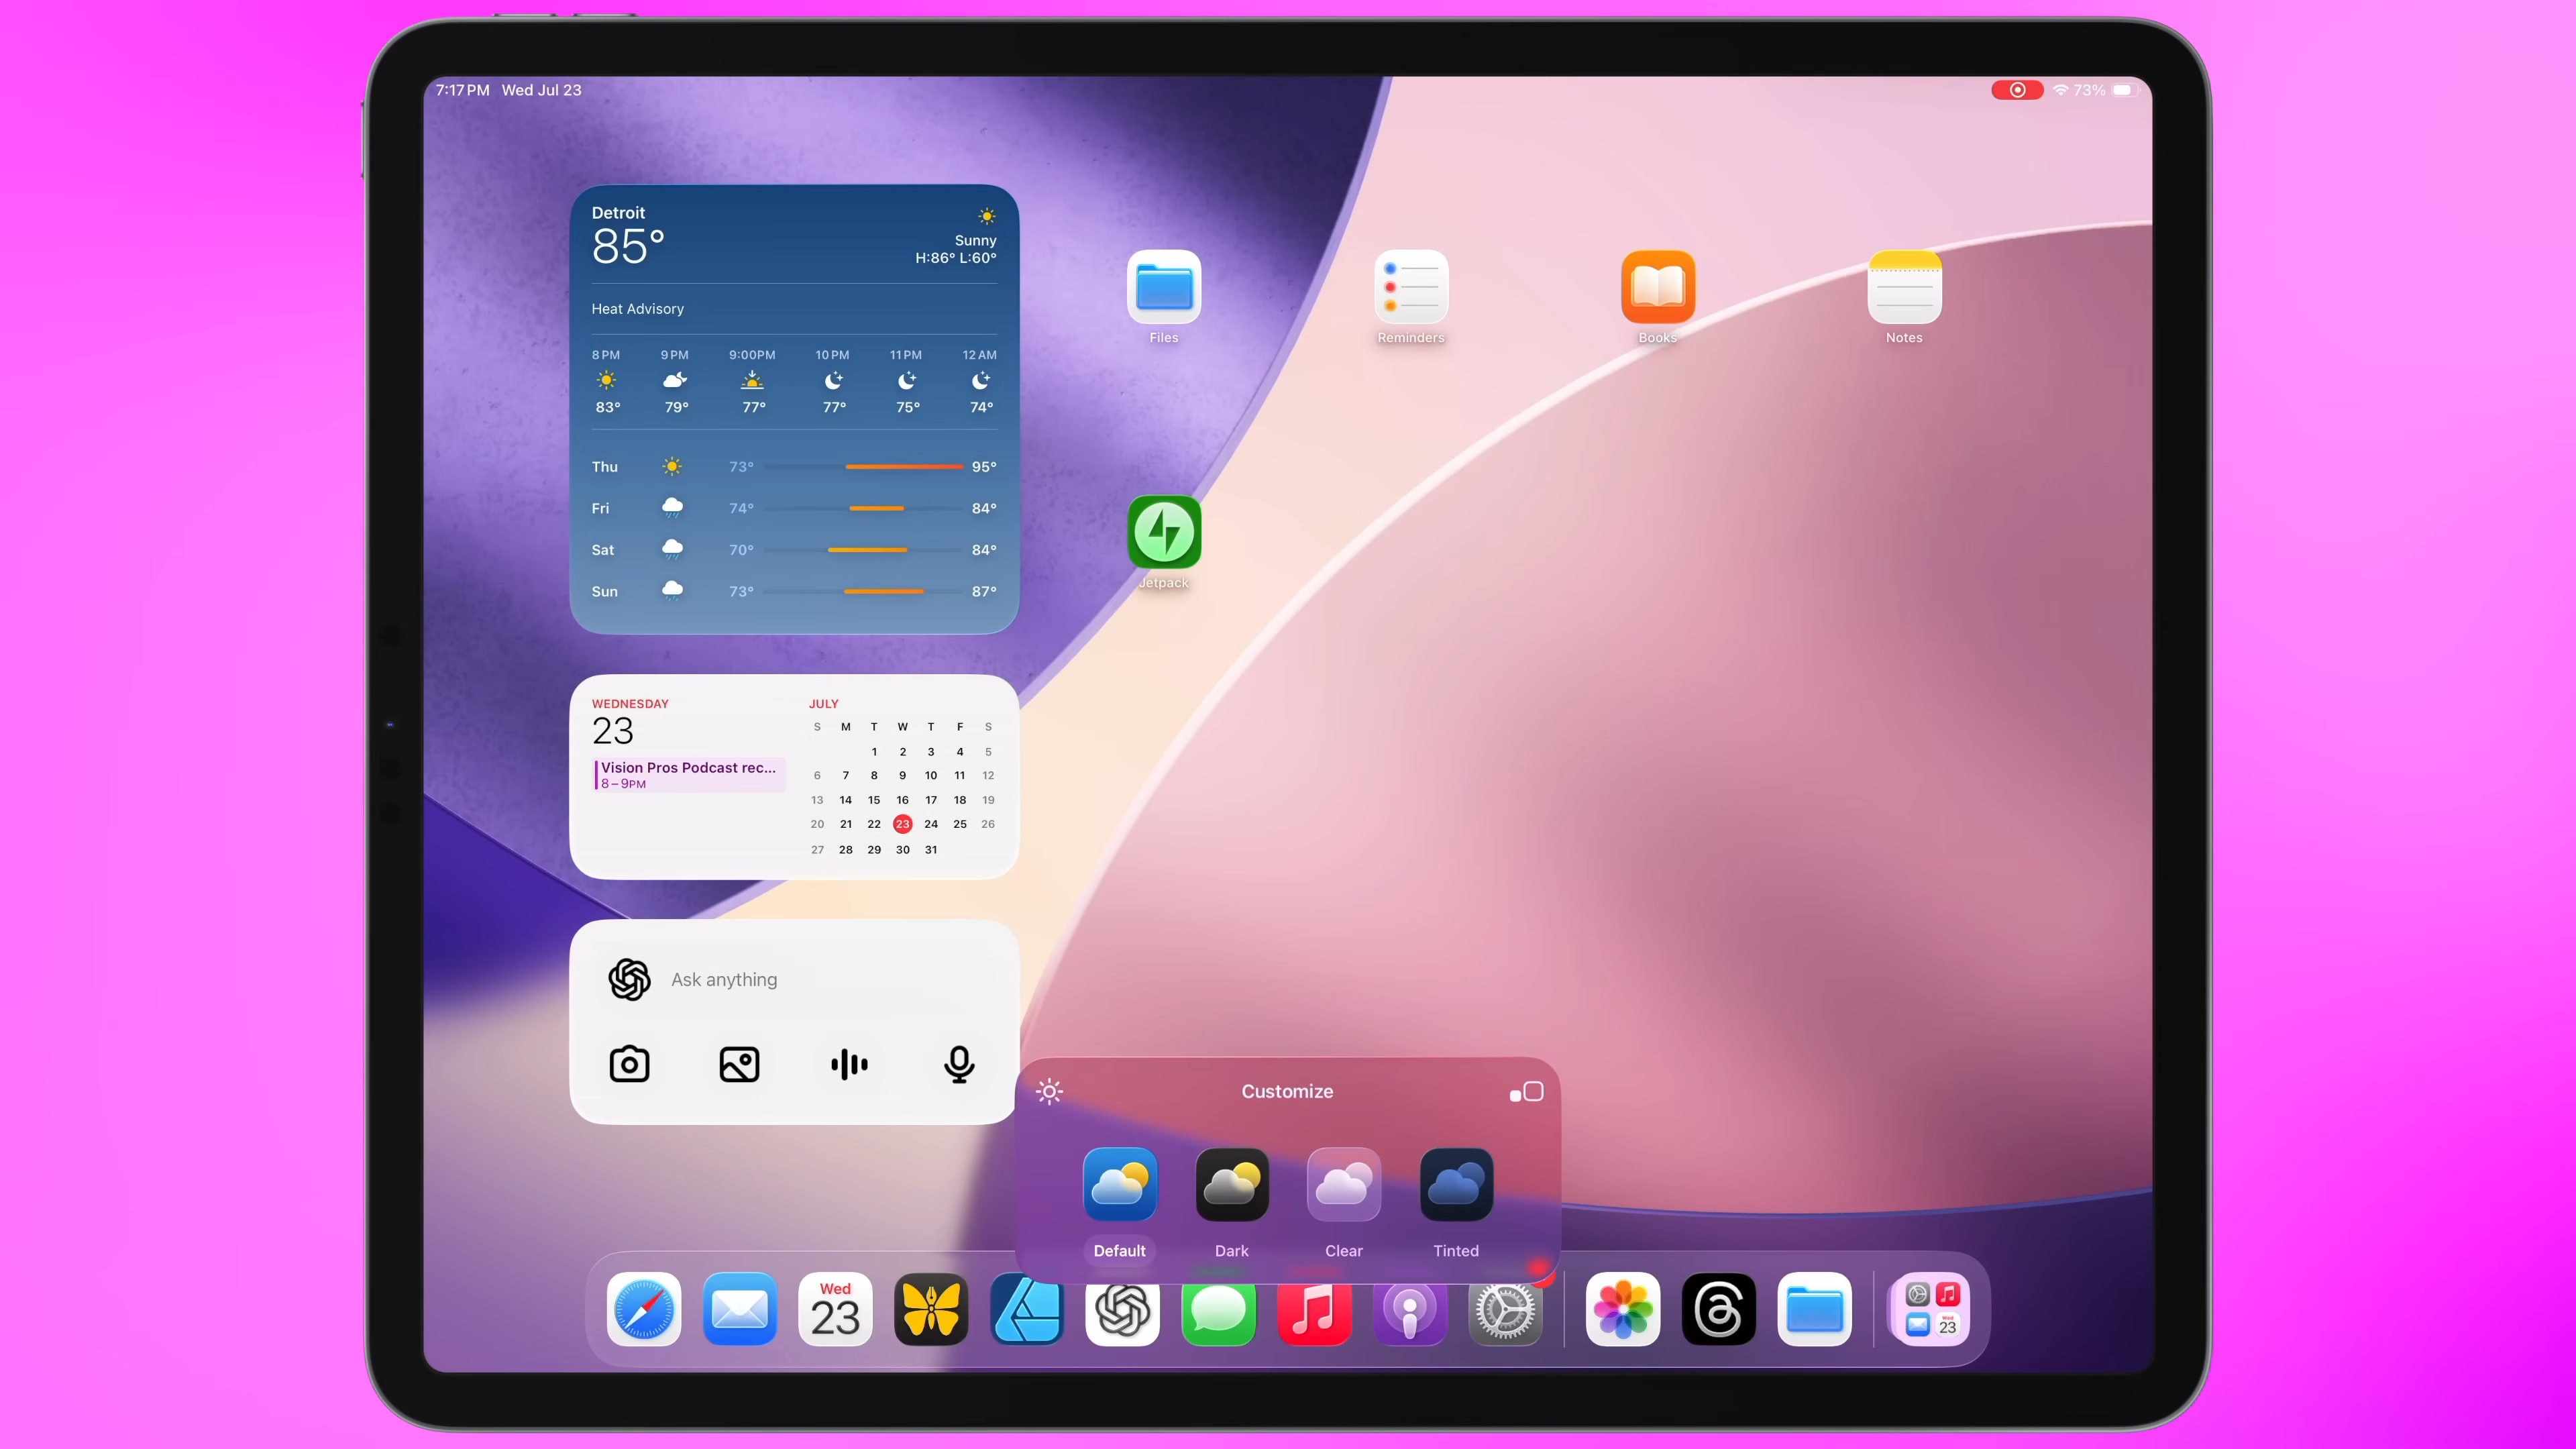 7:17 PM Wed Jul 23
73%
Detroit
85°
Sunny
H:86° L:60°
Heat Advisory
8 PM 9 PM 9:00PM 10 PM 11 PM 12 AM
83° 79° 77° 77° 75° 74°
Thu 73° 95°
Fri 74° 84°
Sat 70° 84°
Sun 73° 87°
Files Reminders Books Notes
Jetpack
WEDNESDAY
23
Vision Pros Podcast rec...
8 – 9PM
JULY
S M T W T F S
1 2 3 4 5
6 7 8 9 10 11 12
13 14 15 16 17 18 19
20 21 22 23 24 25 26
27 28 29 30 31
Ask anything
Customize
Default Dark Clear Tinted
Wed
23
Wed
23